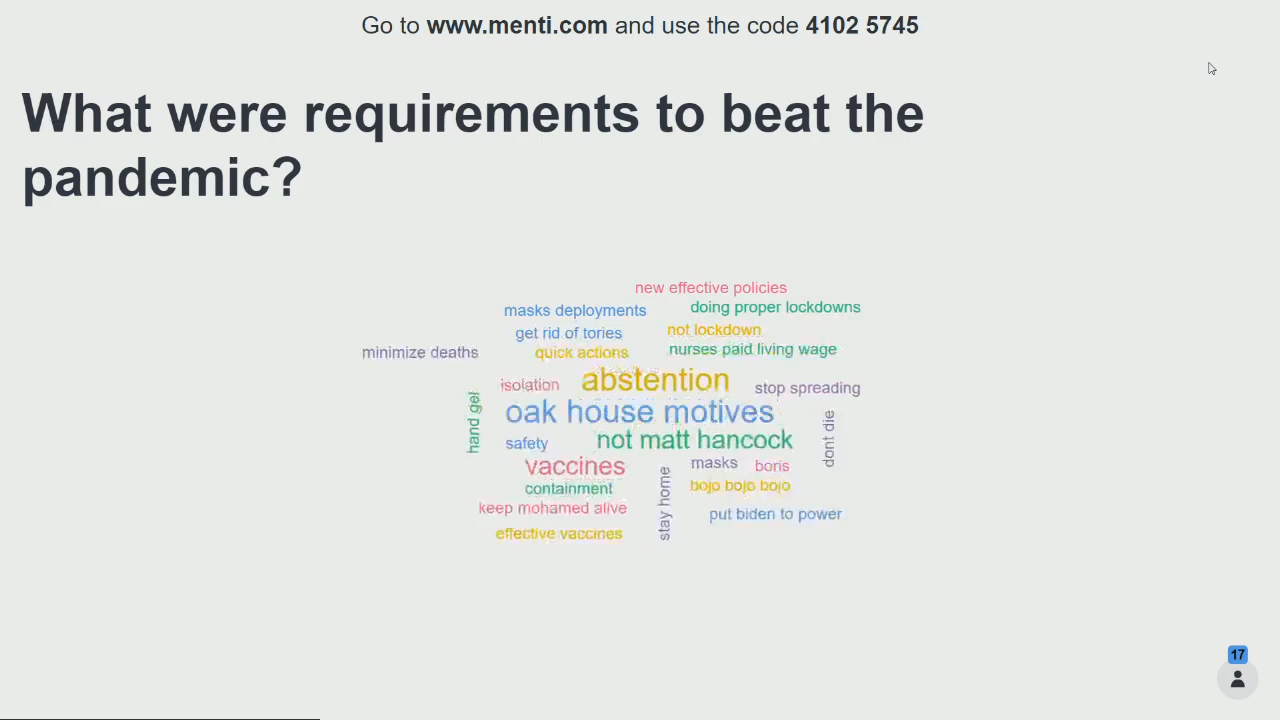 Go to www.menti.com and use the code 4102 5745
What were requirements to beat the
pandemic?
new effective policies
masks deployments
doing proper lockdowns
get rid of tories
not lockdown
minimize deaths
quick actions
nurses paid living wage
isolation
abstention
stop spreading
hand gel
oak house motives
dont die
safety
not matt hancock
vaccines
masks
boris
containment
stay home
bojo bojo bojo
keep mohamed alive
put biden to power
effective vaccines
17